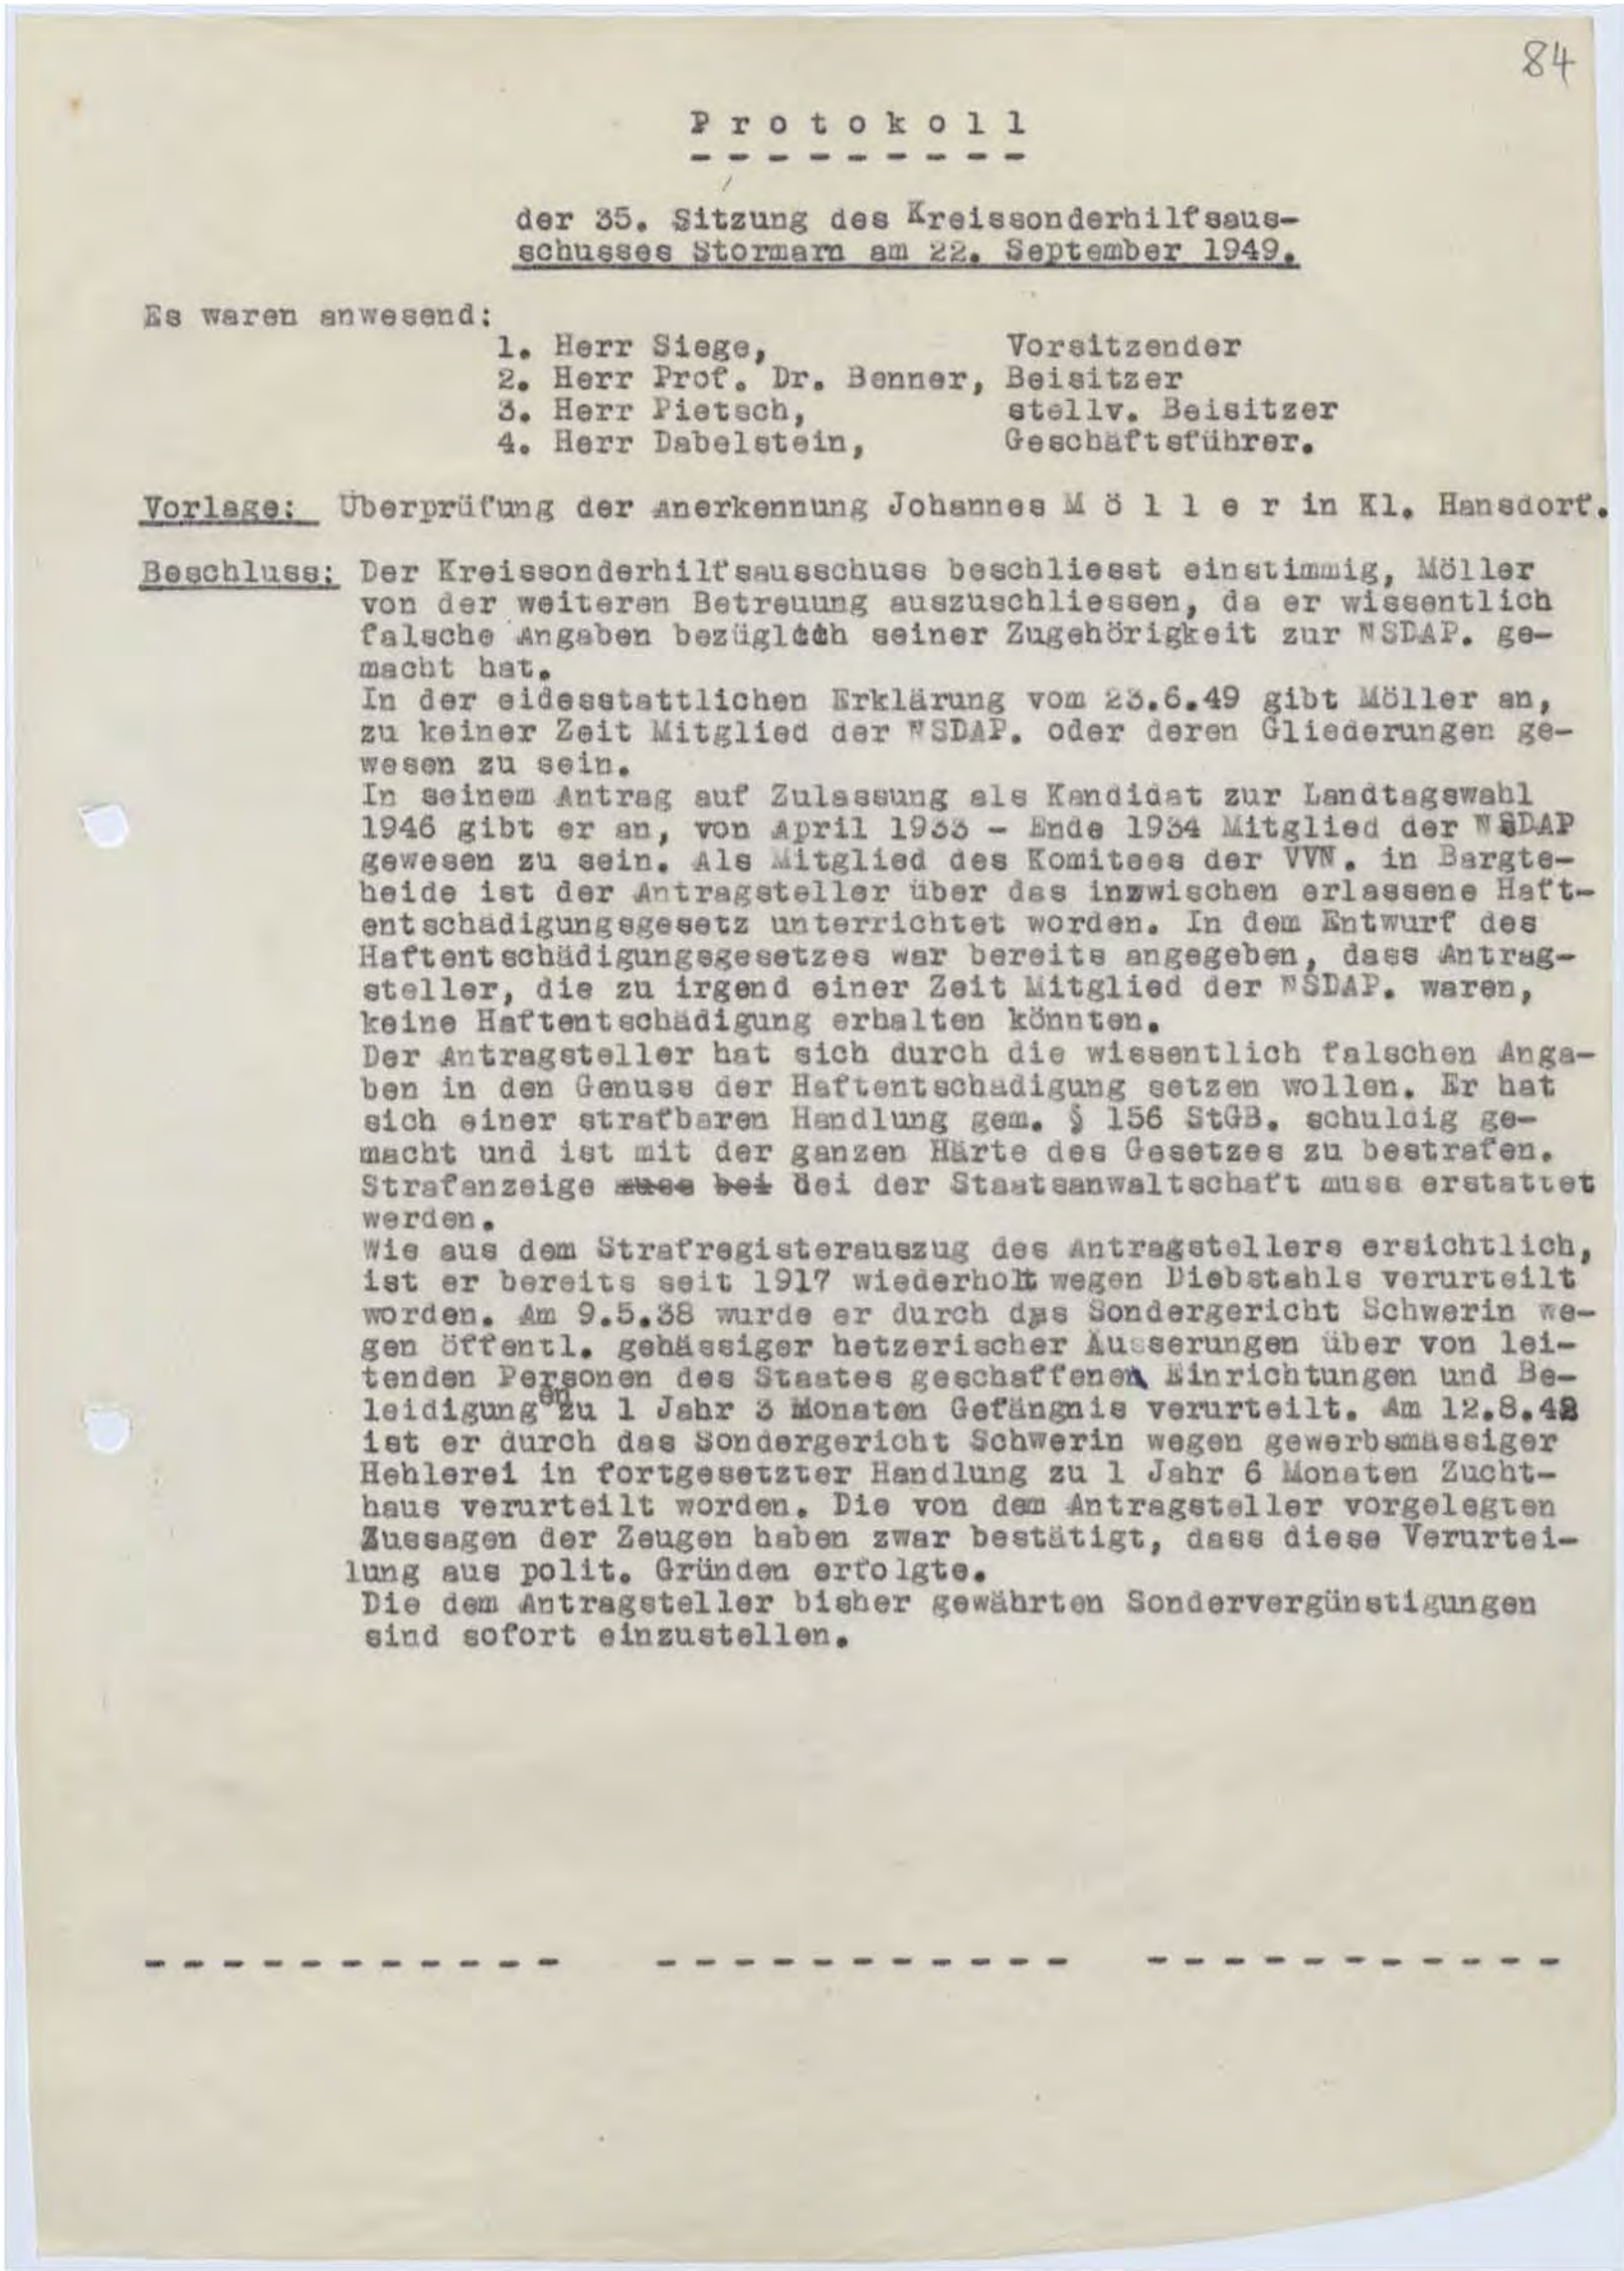 84
Protokoll
der 35. Sitzung des Kreissonderhilfsaus-
schusses Stormarn am 22. September 1949.
Es waren anwesend:
1. Herr Siege, Vorsitzender
2. Herr Prof. Dr. Benner, Beisitzer
3. Herr Pietsch, stellv. Beisitzer
4. Herr Dabelstein, Geschäftsführer.
Vorlage: Überprüfung der Anerkennung Johannes M ö l l e r in Kl. Hansdorf.
Beschluss: Der Kreissonderhilfsausschuss beschliesst einstimmig, Möller
von der weiteren Betreuung auszuschliessen, da er wissentlich
falsche Angaben bezüglich seiner Zugehörigkeit zur NSDAP. ge-
macht hat.
In der eidesstattlichen Erklärung vom 23.6.49 gibt Möller an,
zu keiner Zeit Mitglied der NSDAP. oder deren Gliederungen ge-
wesen zu sein.
In seinem Antrag auf Zulassung als Kandidat zur Landtagswahl
1946 gibt er an, von April 1933 - Ende 1934 Mitglied der NSDAP
gewesen zu sein. Als Mitglied des Komitees der VVN. in Bargte-
heide ist der Antragsteller über das inzwischen erlassene Haft-
entschädigungsgesetz unterrichtet worden. In dem Entwurf des
Haftentschädigungsgesetzes war bereits angegeben, dass Antrag-
steller, die zu irgend einer Zeit Mitglied der NSDAP. waren,
keine Haftentschädigung erhalten könnten.
Der Antragsteller hat sich durch die wissentlich falschen Anga-
ben in den Genuss der Haftentschädigung setzen wollen. Er hat
sich einer strafbaren Handlung gem. § 156 StGB. schuldig ge-
macht und ist mit der ganzen Härte des Gesetzes zu bestrafen.
Strafanzeige muss bei bei der Staatsanwaltschaft muss erstattet
werden.
Wie aus dem Strafregisterauszug des Antragstellers ersichtlich,
ist er bereits seit 1917 wiederholt wegen Diebstahls verurteilt
worden. Am 9.5.38 wurde er durch das Sondergericht Schwerin we-
gen öffentl. gehässiger hetzerischer Äusserungen über von lei-
tenden Personen des Staates geschaffenen Einrichtungen und Be-
leidigungen zu 1 Jahr 3 Monaten Gefängnis verurteilt. Am 12.8.42
ist er durch das Sondergericht Schwerin wegen gewerbsmässiger
Hehlerei in fortgesetzter Handlung zu 1 Jahr 6 Monaten Zucht-
haus verurteilt worden. Die von dem Antragsteller vorgelegten
Aussagen der Zeugen haben zwar bestätigt, dass diese Verurtei-
lung aus polit. Gründen erfolgte.
Die dem Antragsteller bisher gewährten Sondervergünstigungen
sind sofort einzustellen.